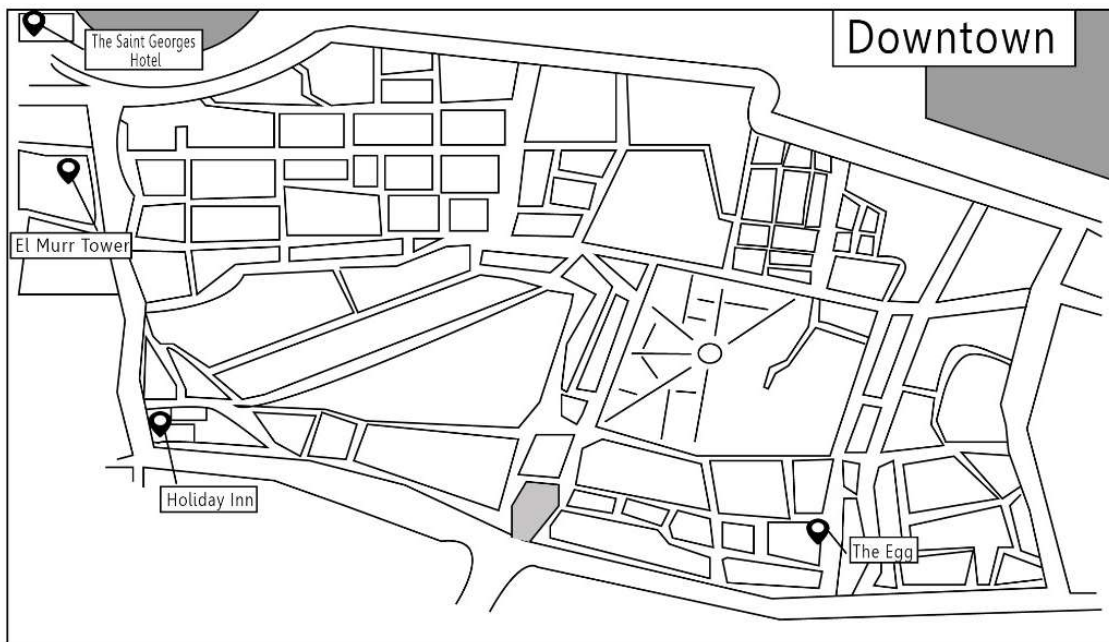 The Saint Georges
Hotel
Downtown
El Murr Tower
Holiday Inn
The Egg